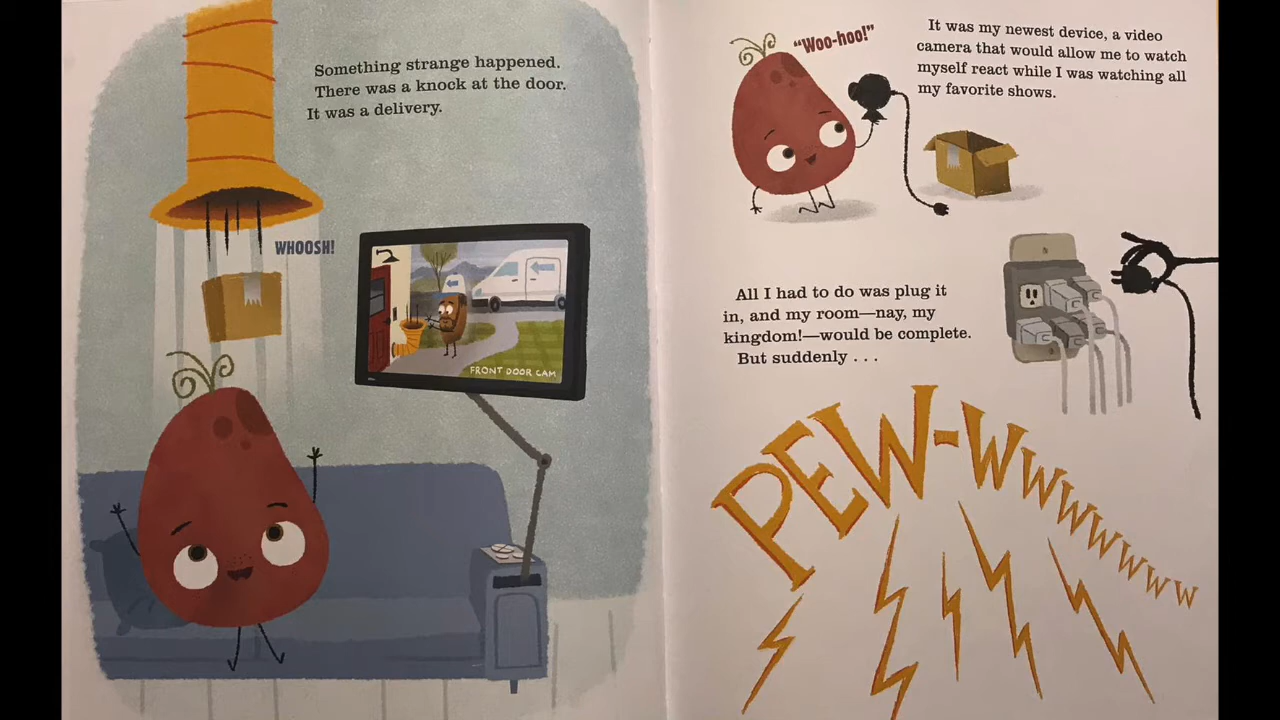 Something strange happened.
There was a knock at the door.
It was a delivery.
WHOOSH!
FRONT DOOR CAM
"Woo-hoo!"
It was my newest device, a video
camera that would allow me to watch
myself react while I was watching all
my favorite shows.
All I had to do was plug it
in, and my room—nay, my
kingdom!—would be complete.
But suddenly . . .
PEW-WWWWWWWWW